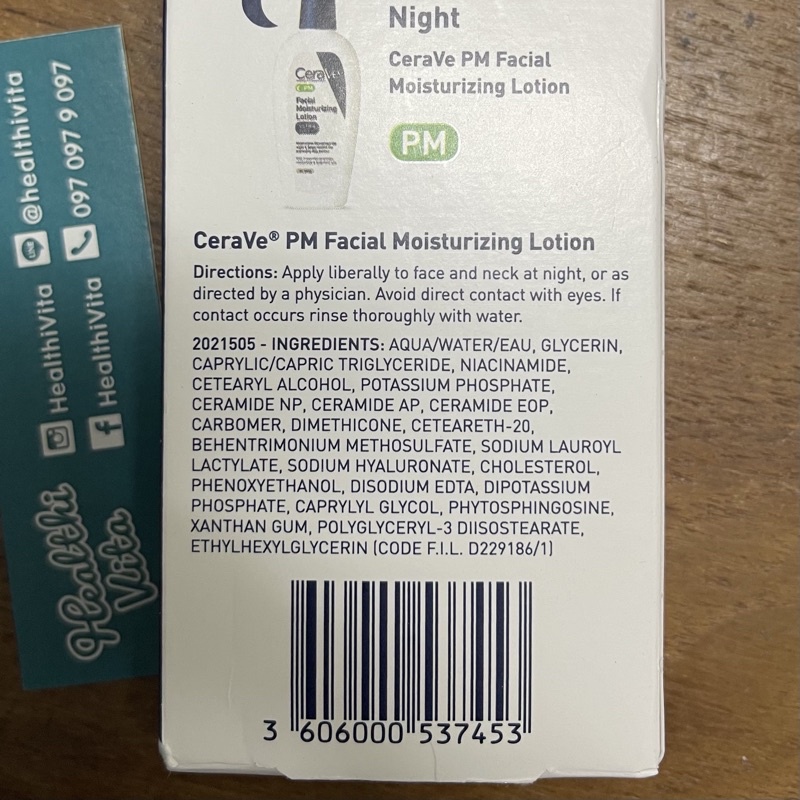 Night
CeraVe PM Facial
Moisturizing Lotion
PM
CeraVe
PM
Facial
Moisturizing
Lotion
CeraVe® PM Facial Moisturizing Lotion
Directions: Apply liberally to face and neck at night, or as
directed by a physician. Avoid direct contact with eyes. If
contact occurs rinse thoroughly with water.
2021505 - INGREDIENTS: AQUA/WATER/EAU, GLYCERIN,
CAPRYLIC/CAPRIC TRIGLYCERIDE, NIACINAMIDE,
CETEARYL ALCOHOL, POTASSIUM PHOSPHATE,
CERAMIDE NP, CERAMIDE AP, CERAMIDE EOP,
CARBOMER, DIMETHICONE, CETEARETH-20,
BEHENTRIMONIUM METHOSULFATE, SODIUM LAUROYL
LACTYLATE, SODIUM HYALURONATE, CHOLESTEROL,
PHENOXYETHANOL, DISODIUM EDTA, DIPOTASSIUM
PHOSPHATE, CAPRYLYL GLYCOL, PHYTOSPHINGOSINE,
XANTHAN GUM, POLYGLYCERYL-3 DIISOSTEARATE,
ETHYLHEXYLGLYCERIN (CODE F.I.L. D229186/1)
3 606000 537453
Healthi
Vita
HealthiVita
HealthiVita
LINE @healthivita
097 097 9 097